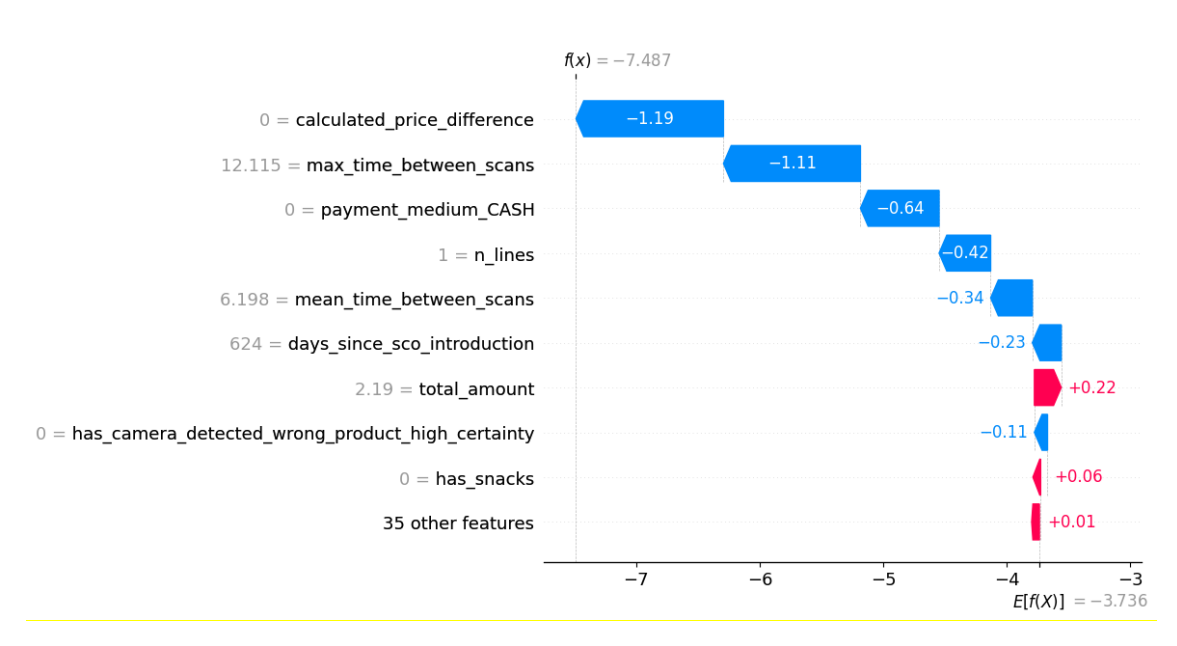 f(x) = −7.487
0 = calculated_price_difference
−1.19
12.115 = max_time_between_scans
−1.11
0 = payment_medium_CASH
−0.64
1 = n_lines
−0.42
6.198 = mean_time_between_scans
−0.34
624 = days_since_sco_introduction
−0.23
2.19 = total_amount
+0.22
0 = has_camera_detected_wrong_product_high_certainty
−0.11
0 = has_snacks
+0.06
35 other features
+0.01
−7 −6 −5 −4 −3
E[f(X)] = −3.736